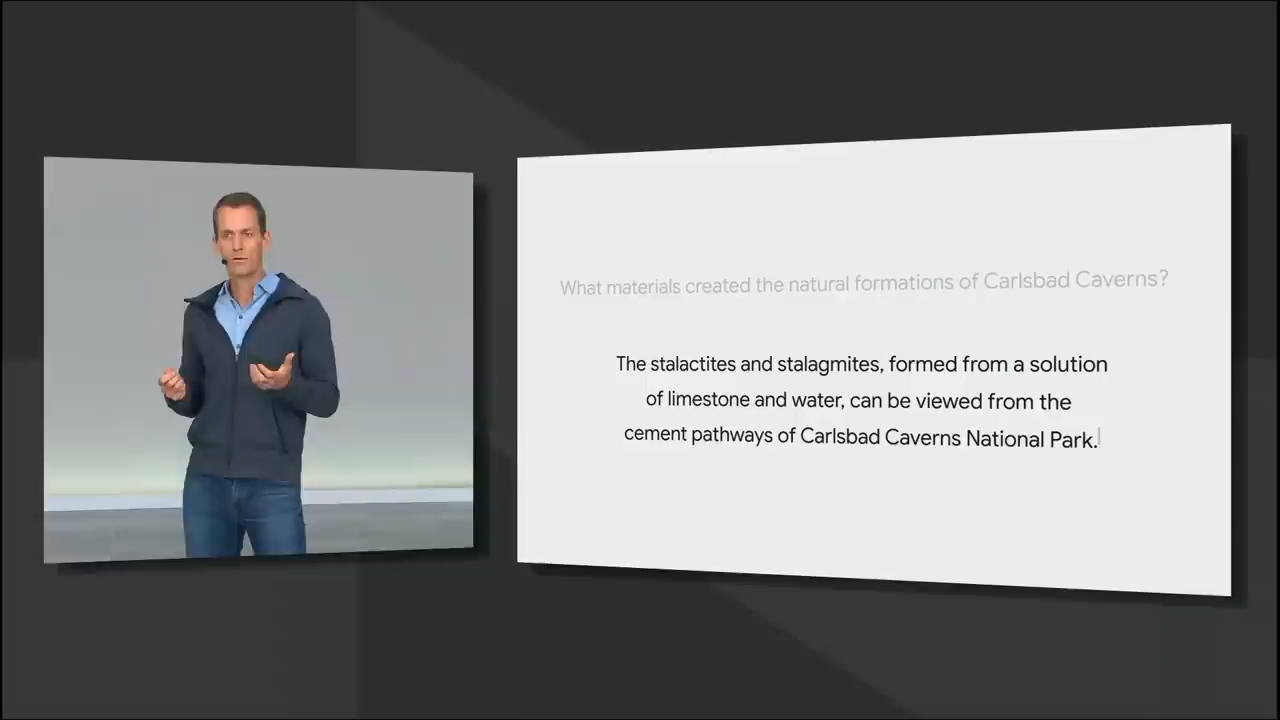 What materials created the natural formations of Carlsbad Caverns?
The stalactites and stalagmites, formed from a solution
of limestone and water, can be viewed from the
cement pathways of Carlsbad Caverns National Park.